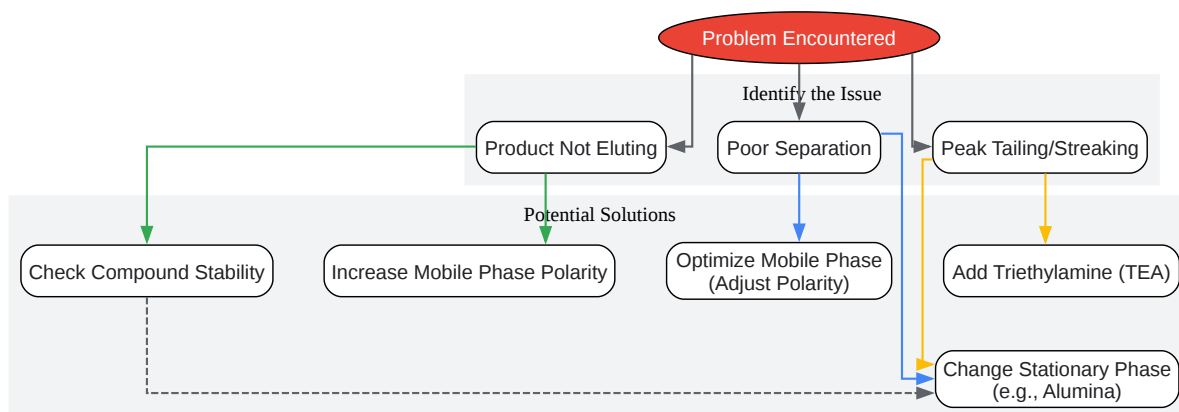 Problem Encountered
Identify the Issue
Product Not Eluting
Poor Separation
Peak Tailing/Streaking
Potential Solutions
Check Compound Stability
Increase Mobile Phase Polarity
Optimize Mobile Phase
(Adjust Polarity)
Add Triethylamine (TEA)
Change Stationary Phase
(e.g., Alumina)